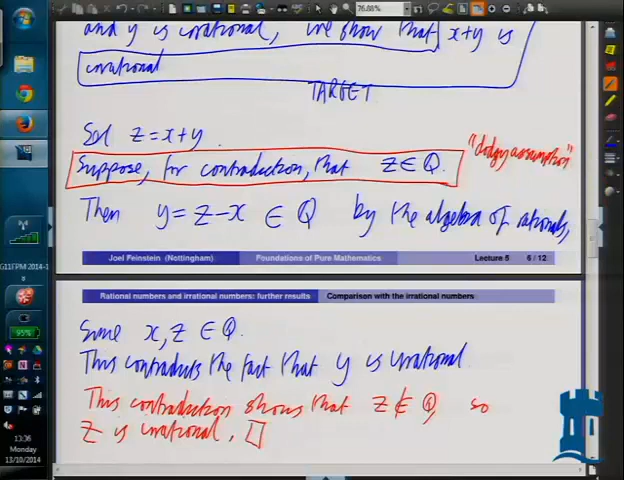 76.88%
and y is irrational, we show that x+y is
irrational
TARGET
Set z=x+y.
Suppose, for contradiction, that z∈Q.
"dodgy assumption"
Then y=z-x ∈ Q by the algebra of rationals,
Joel Feinstein (Nottingham) Foundations of Pure Mathematics Lecture 5 6 / 12
Rational numbers and irrational numbers: further results Comparison with the irrational numbers
Since x,z ∈ Q.
This contradicts the fact that y is irrational.
This contradiction shows that z∉Q, so
z is irrational. □
G11FPM 2014-1
95%
13:36
Monday
13/10/2014